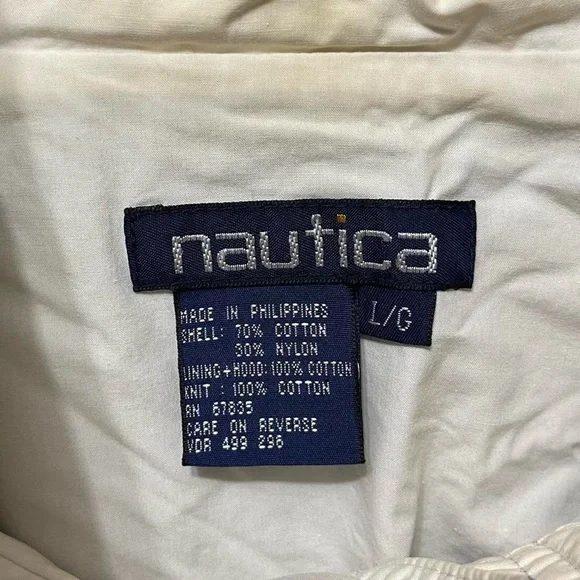 nautica
L/G
MADE IN PHILIPPINES
SHELL: 70% COTTON
30% NYLON
LINING+HOOD:100% COTTON
KNIT : 100% COTTON
RN 67835
CARE ON REVERSE
VDR 499 296